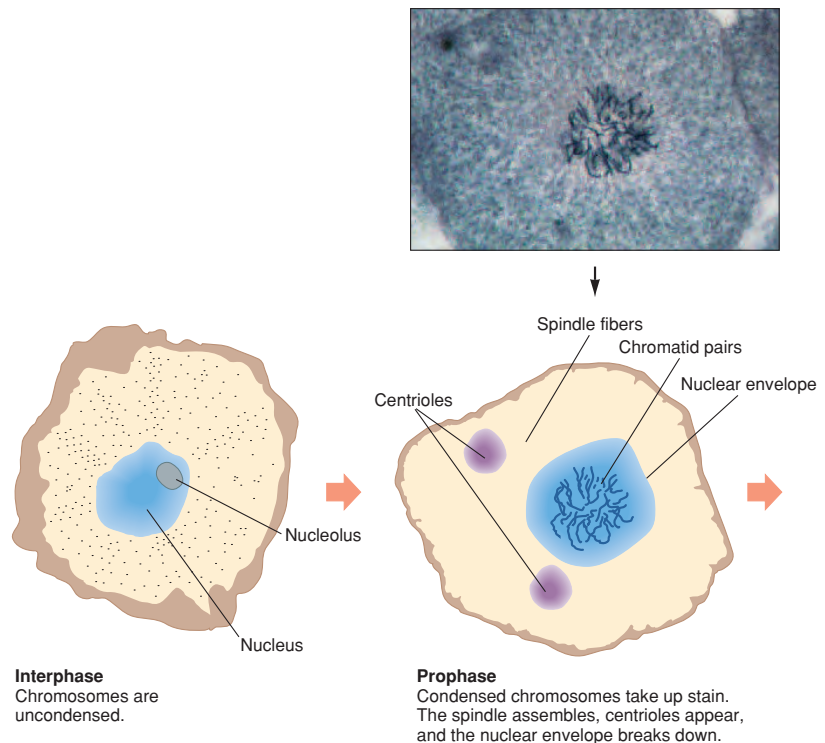 Spindle fibers
Chromatid pairs
Nuclear envelope
Centrioles
Nucleolus
Nucleus
Interphase
Chromosomes are
uncondensed.
Prophase
Condensed chromosomes take up stain.
The spindle assembles, centrioles appear,
and the nuclear envelope breaks down.